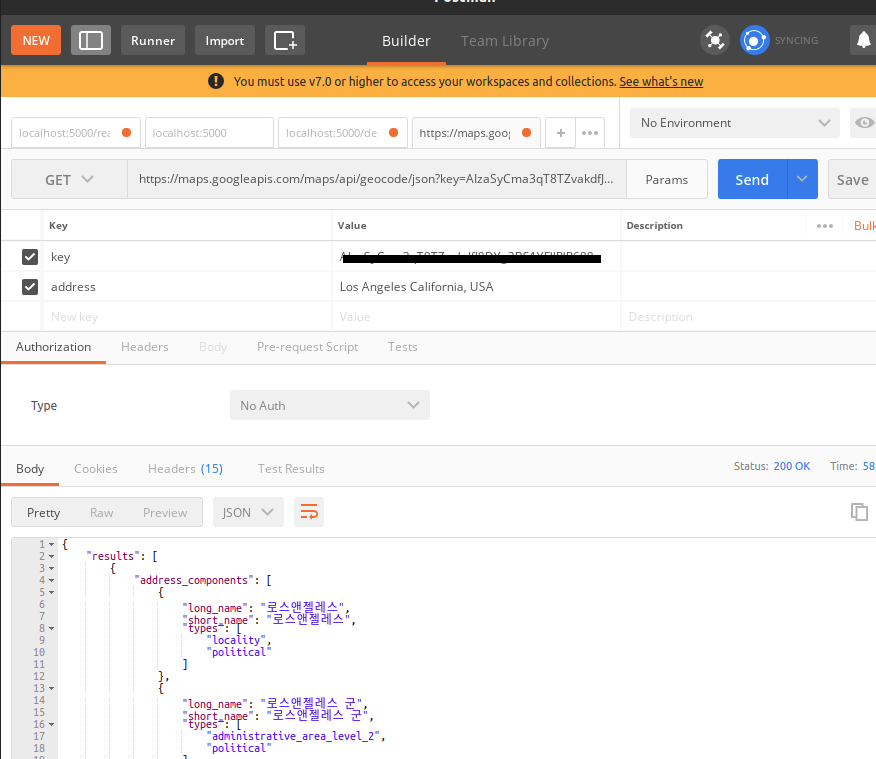 Postman
NEW Runner Import Builder Team Library SYNCING
You must use v7.0 or higher to access your workspaces and collections. See what's new
localhost:5000/rea localhost:5000 localhost:5000/de https://maps.goog + ••• No Environment
GET https://maps.googleapis.com/maps/api/geocode/json?key=AIzaSyCma3qT8TZvakdfJ... Params Send Save
Key Value Description ••• Bulk
key
address Los Angeles California, USA
New key Value Description
Authorization Headers Body Pre-request Script Tests
Type No Auth
Body Cookies Headers (15) Test Results Status: 200 OK Time: 58
Pretty Raw Preview JSON
1 {
2 "results": [
3 {
4 "address_components": [
5 {
6 "long_name": "로스앤젤레스",
7 "short_name": "로스앤젤레스",
8 "types": [
9 "locality",
10 "political"
11 ]
12 },
13 {
14 "long_name": "로스앤젤레스 군",
15 "short_name": "로스앤젤레스 군",
16 "types": [
17 "administrative_area_level_2",
18 "political"
19 ]